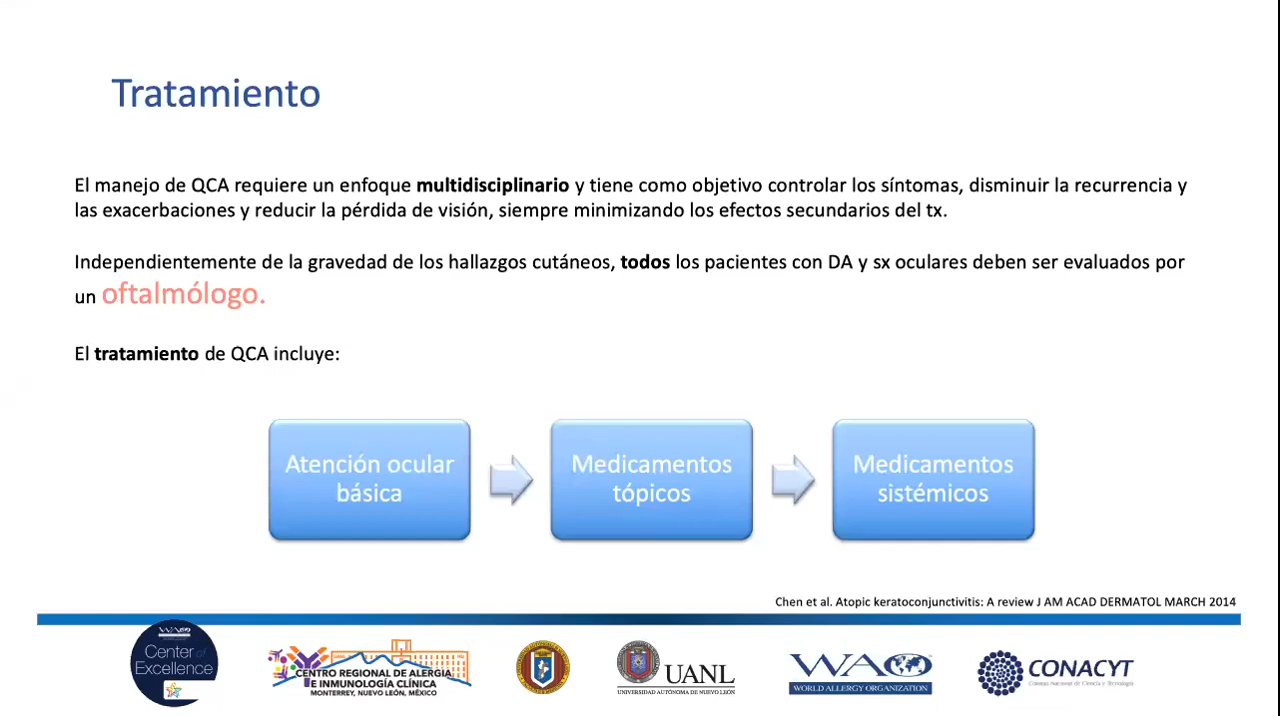 Tratamiento
El manejo de QCA requiere un enfoque multidisciplinario y tiene como objetivo controlar los síntomas, disminuir la recurrencia y
las exacerbaciones y reducir la pérdida de visión, siempre minimizando los efectos secundarios del tx.
Independientemente de la gravedad de los hallazgos cutáneos, todos los pacientes con DA y sx oculares deben ser evaluados por
un oftalmólogo.
El tratamiento de QCA incluye:
Atención ocular
básica
Medicamentos
tópicos
Medicamentos
sistémicos
Chen et al. Atopic keratoconjunctivitis: A review J AM ACAD DERMATOL MARCH 2014
WAO
Center of
Excellence
CENTRO REGIONAL DE ALERGIA
E INMUNOLOGÍA CLÍNICA
MONTERREY, NUEVO LEÓN, MÉXICO
UANL
UNIVERSIDAD AUTÓNOMA DE NUEVO LEÓN
WAO
WORLD ALLERGY ORGANIZATION
CONACYT
Consejo Nacional de Ciencia y Tecnología